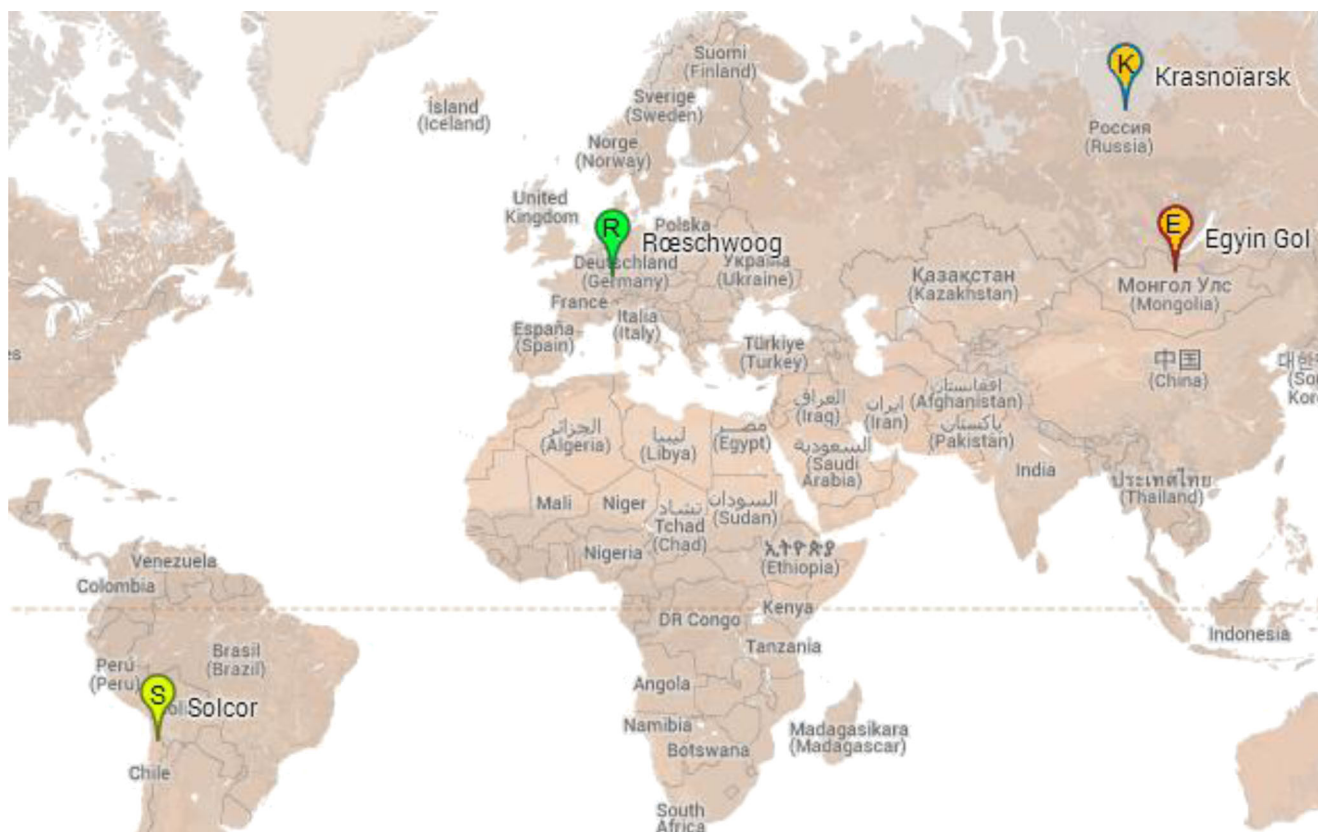 K
Krasnoïarsk
Suomi
(Finland)
Ísland
(Iceland)
Sverige
(Sweden)
Россия
(Russia)
Norge
(Norway)
United
Kingdom
R
Rœschwoog
Polska
E
Egyin Gol
Deutschland
(Germany)
Україна
(Ukraine)
Қазақстан
(Kazakhstan)
Монгол Улс
(Mongolia)
France
Italia
(Italy)
España
(Spain)
Türkiye
(Turkey)
es
中国
(China)
العراق
(Iraq)
ایران
(Iran)
افغانستان
(Afghanistan)
الجزائر
(Algeria)
ليبيا
(Libya)
مصر
(Egypt)
پاکستان
(Pakistan)
السعودية
(Saudi
Arabia)
India
ประเทศไทย
(Thailand)
Mali
Niger
تشاد
Tchad
(Chad)
السودان
(Sudan)
Nigeria
ኢትዮጵያ
(Ethiopia)
Venezuela
Colombia
DR Congo
Kenya
Tanzania
Indonesia
Perú
(Peru)
Brasil
(Brazil)
Angola
S
Solcor
Namibia
Botswana
Madagasikara
(Madagascar)
Chile
South
Africa